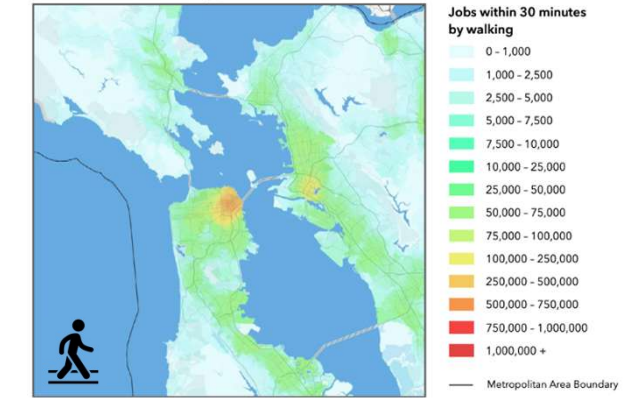 Jobs within 30 minutes
by walking
0 – 1,000
1,000 – 2,500
2,500 – 5,000
5,000 – 7,500
7,500 – 10,000
10,000 – 25,000
25,000 – 50,000
50,000 – 75,000
75,000 – 100,000
100,000 – 250,000
250,000 – 500,000
500,000 – 750,000
750,000 – 1,000,000
1,000,000 +
Metropolitan Area Boundary